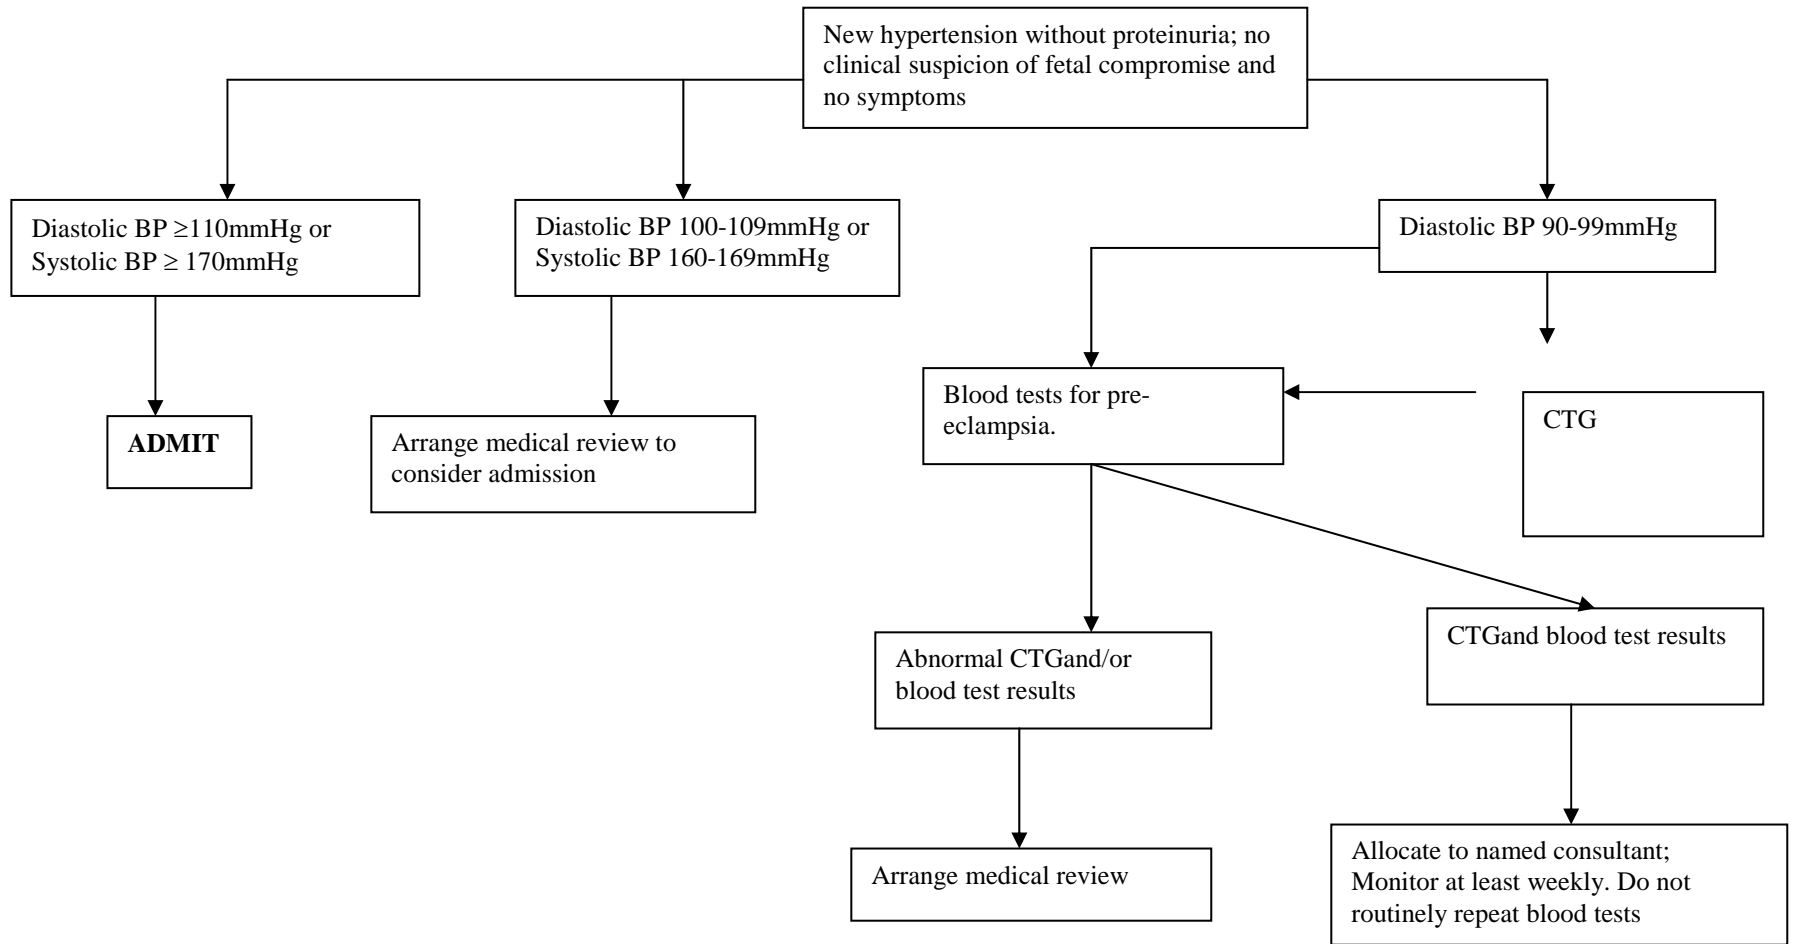 New hypertension without proteinuria; no
clinical suspicion of fetal compromise and
no symptoms
Diastolic BP ≥110mmHg or
Systolic BP ≥ 170mmHg
Diastolic BP 100-109mmHg or
Systolic BP 160-169mmHg
Diastolic BP 90-99mmHg
ADMIT
Arrange medical review to
consider admission
Blood tests for pre-
eclampsia.
CTG
Abnormal CTGand/or
blood test results
CTGand blood test results
Arrange medical review
Allocate to named consultant;
Monitor at least weekly. Do not
routinely repeat blood tests